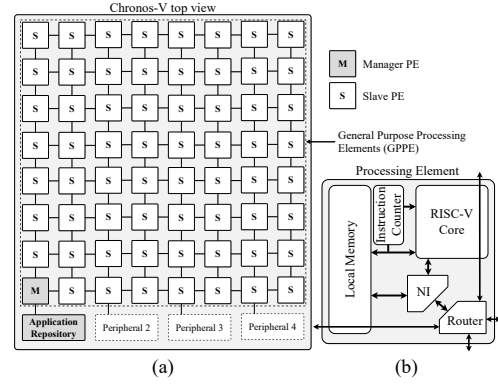 Chronos-V top view
S S S S S S S S
S S S S S S S S
S S S S S S S S
S S S S S S S S
S S S S S S S S
S S S S S S S S
S S S S S S S S
M S S S S S S S
Application
Repository
Peripheral 2
Peripheral 3
Peripheral 4
(a)
M
Manager PE
S
Slave PE
General Purpose Processing
Elements (GPPE)
Processing Element
Local Memory
Instruction
Counter
RISC-V
Core
NI
Router
(b)